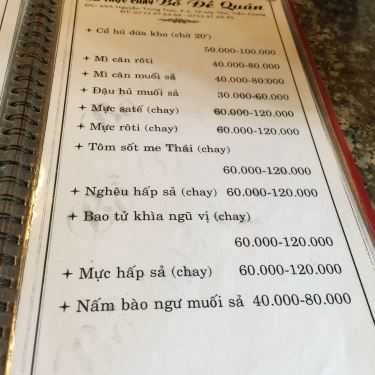 Bồ Đề Quán
+ Cổ hủ dừa kho (chờ 20')
50.000-100.000
+ Mì căn rôti 40.000-80.000
+ Mì căn muối sả 40.000-80.000
+ Đậu hủ muối sả 30.000-60.000
+ Mực saté (chay) 60.000-120.000
+ Mực rôti (chay) 60.000-120.000
+ Tôm sốt me Thái (chay)
60.000-120.000
+ Nghêu hấp sả (chay) 60.000-120.000
+ Bao tử khìa ngũ vị (chay)
60.000-120.000
+ Mực hấp sả (chay) 60.000-120.000
+ Nấm bào ngư muối sả 40.000-80.000